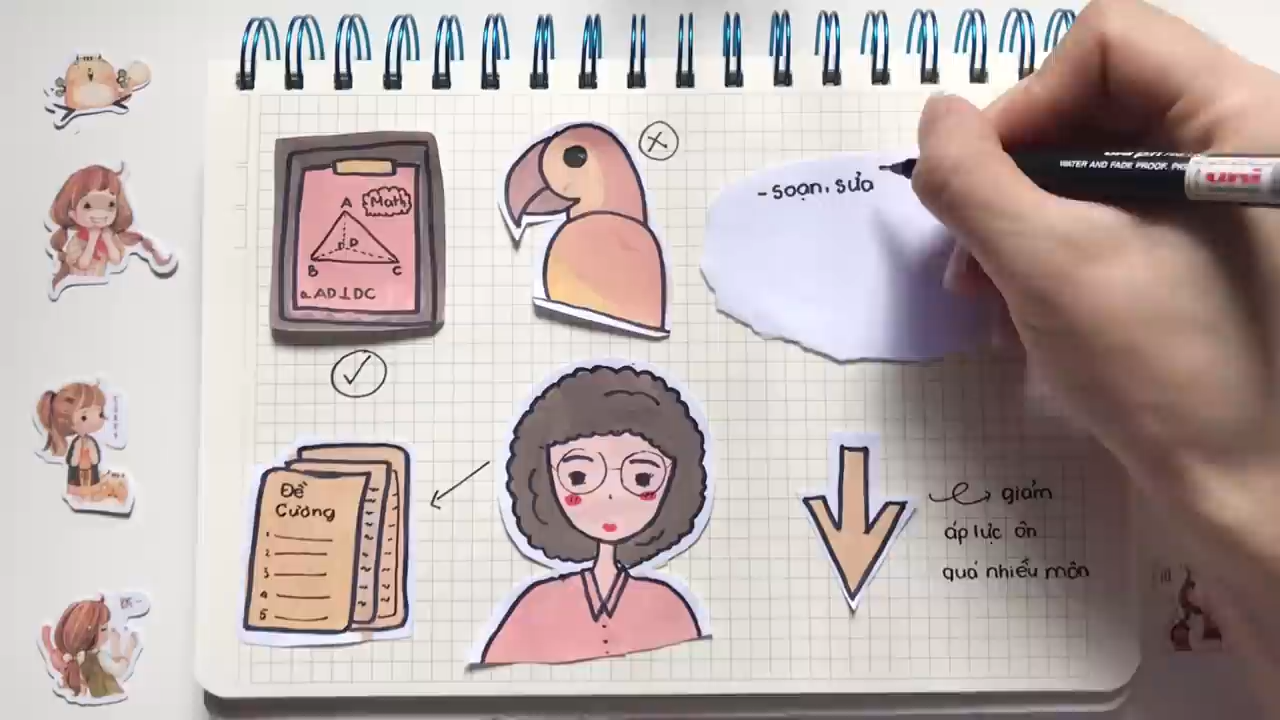 Math
A
D
B
C
a. AD⊥DC
- soạn, sửa
WATER AND FADE PROOF, PI
uni
Đề
Cương
1
2
3
4
5
giảm
áp lực ôn
quá nhiều môn